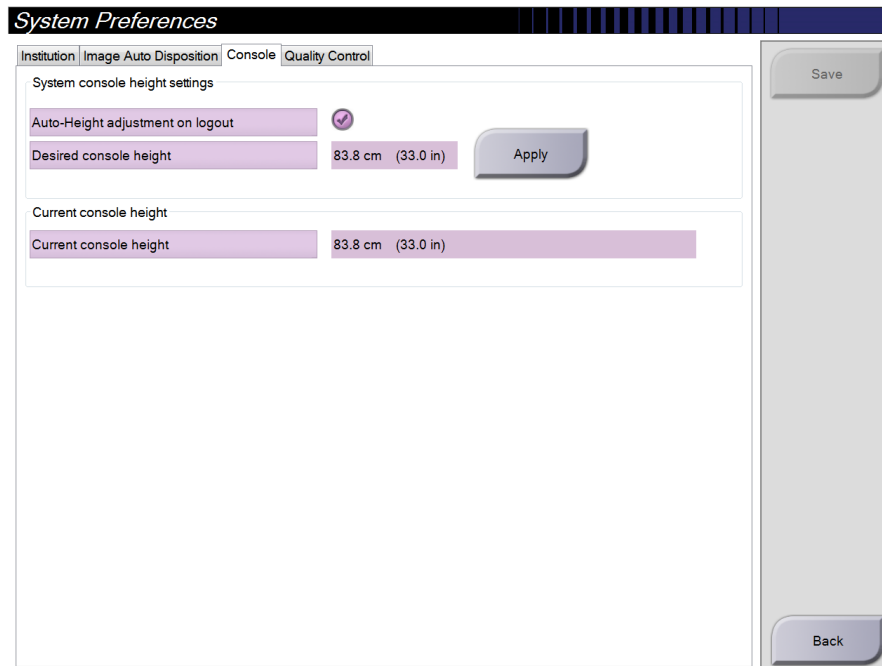 System Preferences
Institution Image Auto Disposition Console Quality Control
Save
System console height settings
Auto-Height adjustment on logout
Desired console height 83.8 cm (33.0 in) Apply
Current console height
Current console height 83.8 cm (33.0 in)
Back